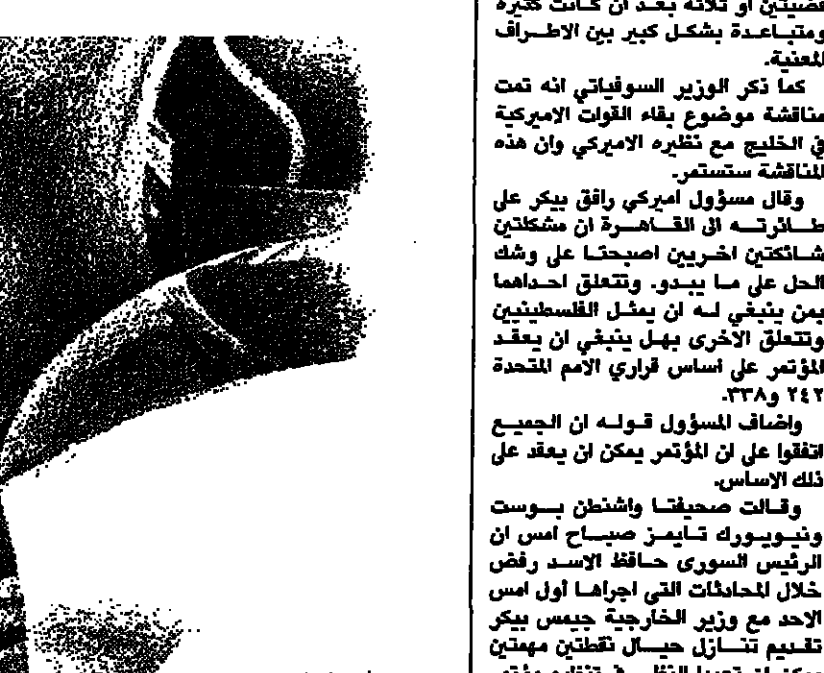 قضيتين او ثلاثة بعد ان كانت كثيرة
ومتباعدة بشكل كبير بين الاطراف
المعنية.
كما ذكر الوزير السوفياتي انه تمت
مناقشة موضوع بقاء القوات الاميركية
في الخليج مع نظيره الاميركي وان هذه
المناقشة ستستمر.
وقال مسؤول اميركي رافق بيكر على
طائرته الى القاهرة ان مشكلتين
شائكتين اخريين اصبحتا على وشك
الحل على ما يبدو. وتتعلق احداهما
بمن ينبغي له ان يمثل الفلسطينيين
وتتعلق الاخرى بهل ينبغي ان يعقد
المؤتمر على اساس قراري الامم المتحدة
٢٤٢ و٣٣٨.
واضاف المسؤول قوله ان الجميع
اتفقوا على ان المؤتمر يمكن ان يعقد على
ذلك الاساس.
وقالت صحيفتا واشنطن بوست
ونيويورك تايمز صباح امس ان
الرئيس السوري حافظ الاسد رفض
خلال المحادثات التي اجراها أول امس
الاحد مع وزير الخارجية جيمس بيكر
تقديم تنازل حيال نقطتين مهمتين